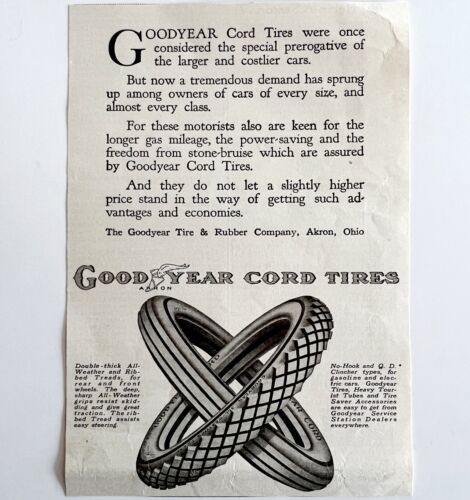 GOODYEAR Cord Tires were once
considered the special prerogative of
the larger and costlier cars.
But now a tremendous demand has sprung
up among owners of cars of every size, and
almost every class.
For these motorists also are keen for the
longer gas mileage, the power-saving and the
freedom from stone-bruise which are assured
by Goodyear Cord Tires.
And they do not let a slightly higher
price stand in the way of getting such ad-
vantages and economies.
The Goodyear Tire & Rubber Company, Akron, Ohio
GOODYEAR CORD TIRES
AKRON
Double-thick All-
Weather and Rib-
bed Treads, for
rear and front
wheels. The deep,
sharp All-Weather
grips resist skid-
ding and give great
traction. The rib-
bed Tread assists
easy steering.
No-Hook and Q. D.
Clincher types, for
gasoline and elec-
tric cars. Goodyear
Tires, Heavy Tour-
ist Tubes and Tire
Saver Accessories
are easy to get from
Goodyear Service
Station Dealers
everywhere.
CORD